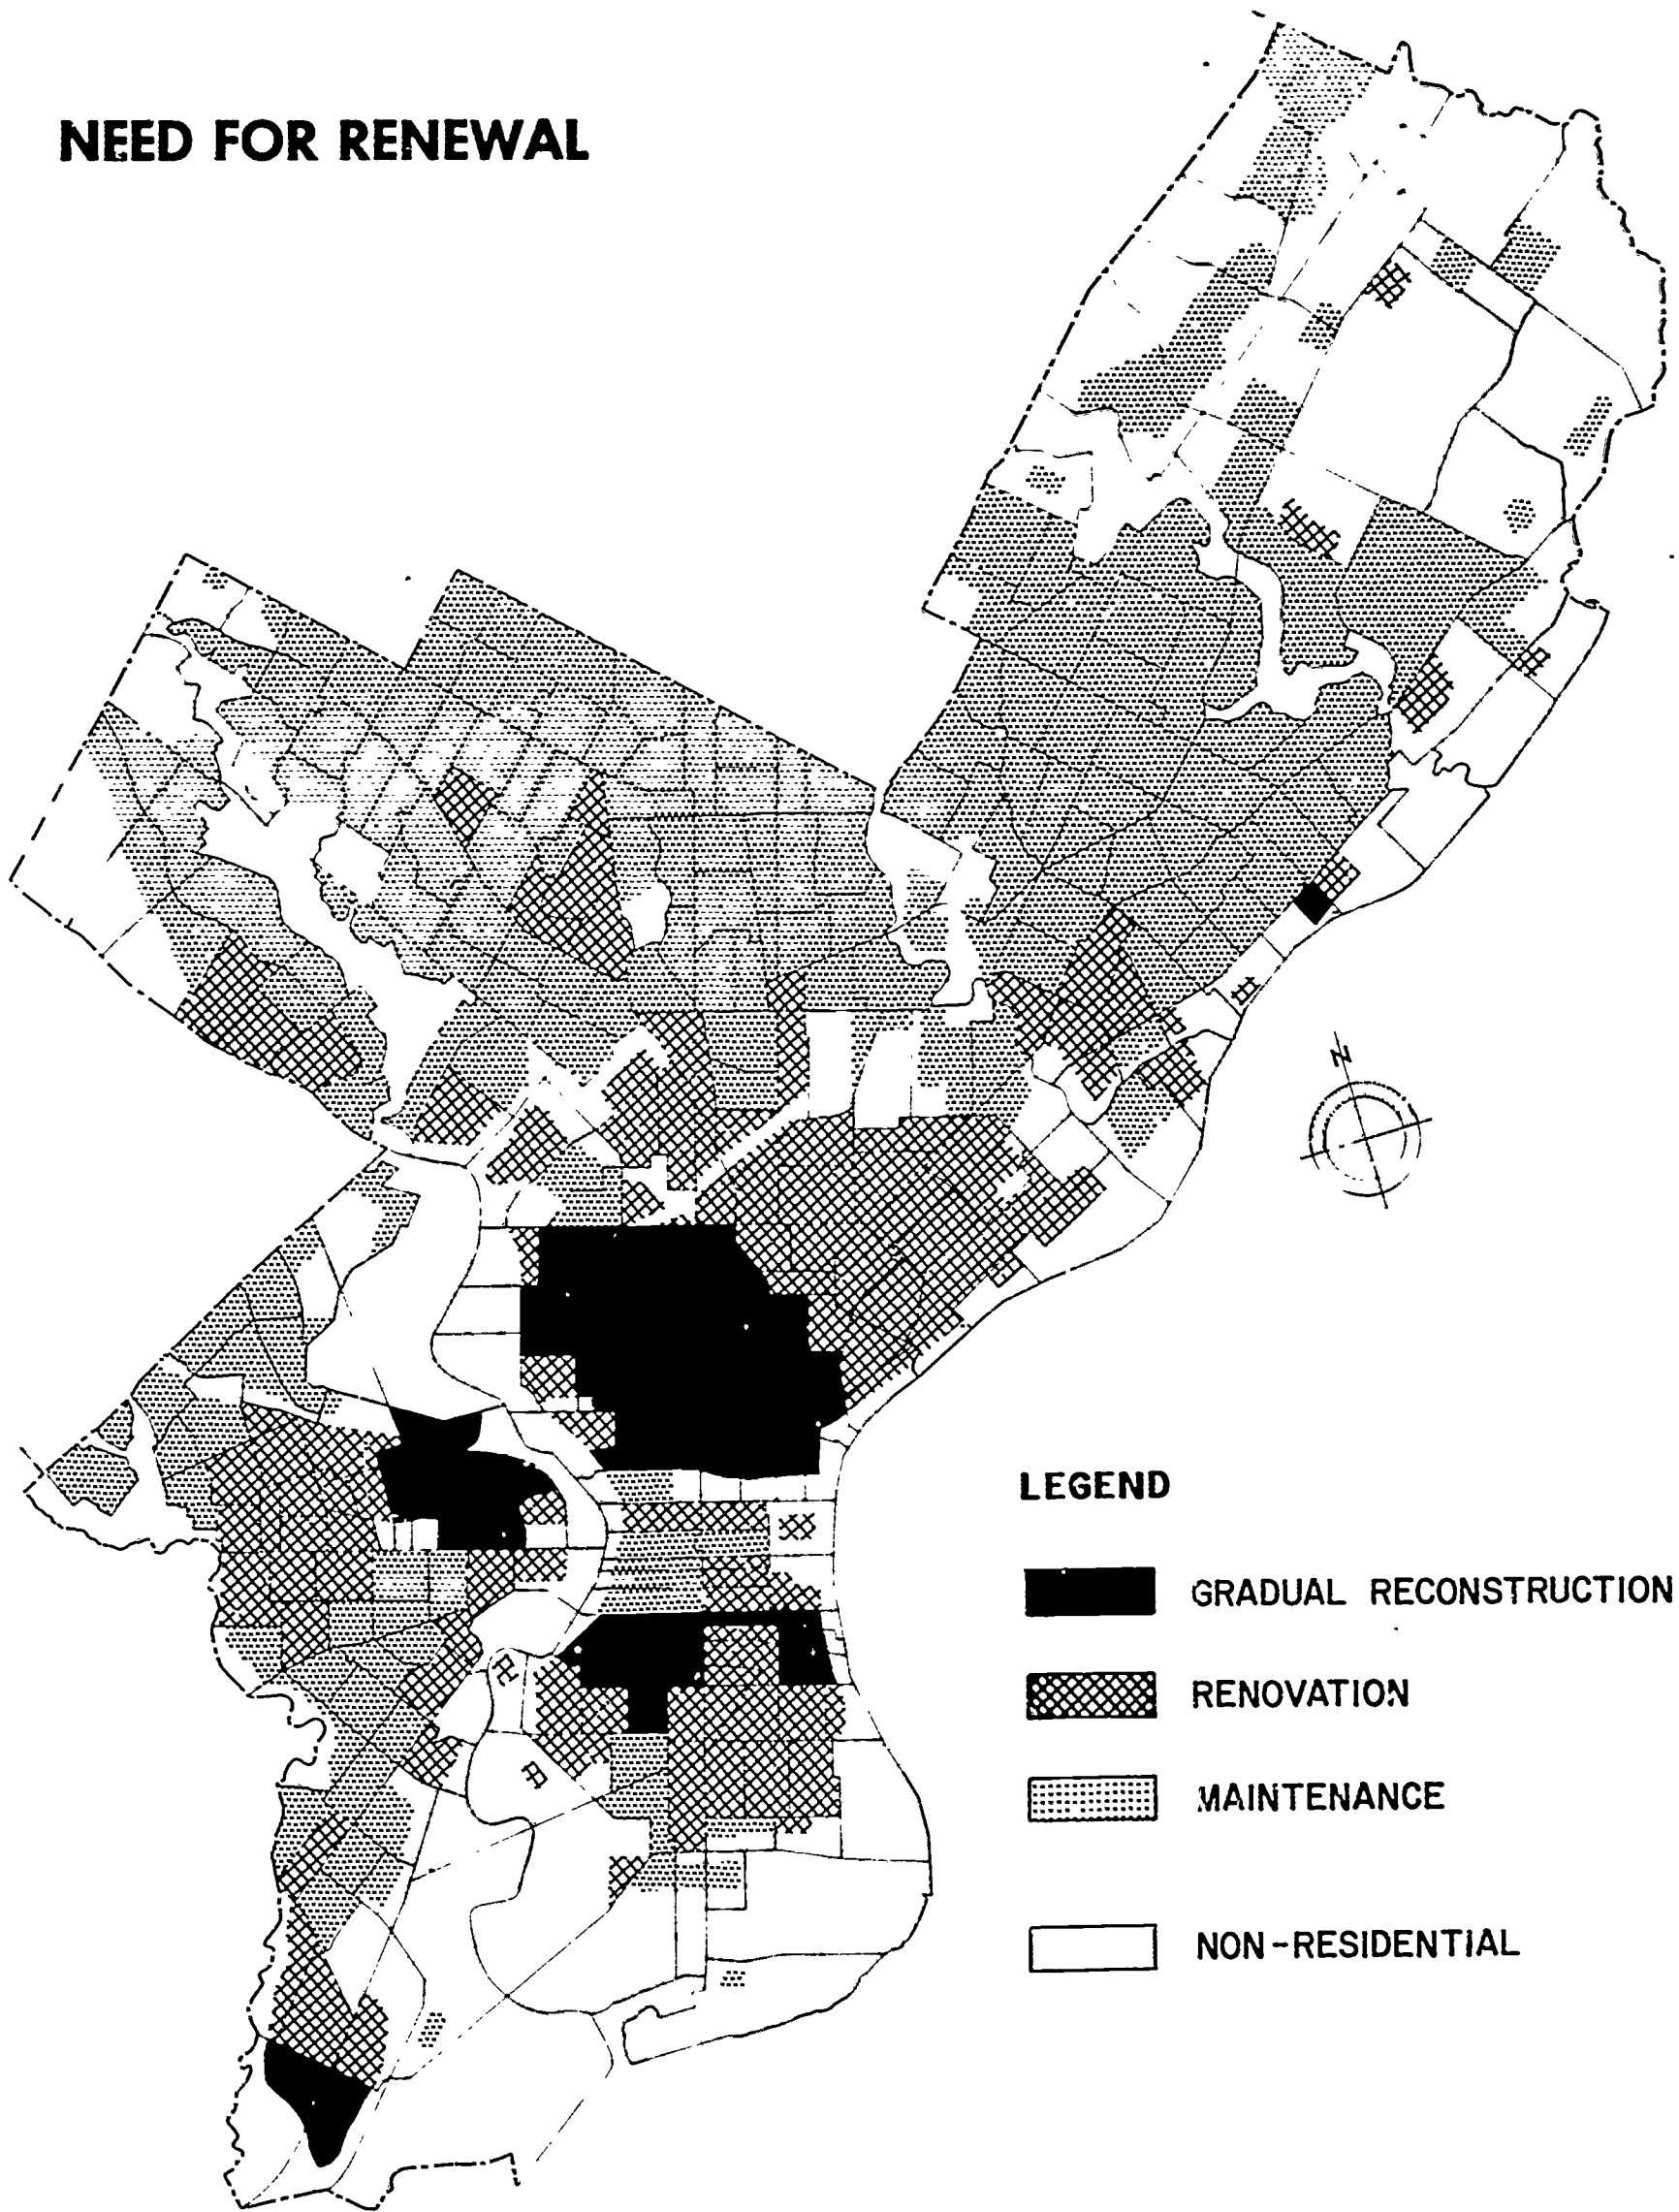 NEED FOR RENEWAL
N
LEGEND
GRADUAL RECONSTRUCTION
RENOVATION
MAINTENANCE
NON-RESIDENTIAL